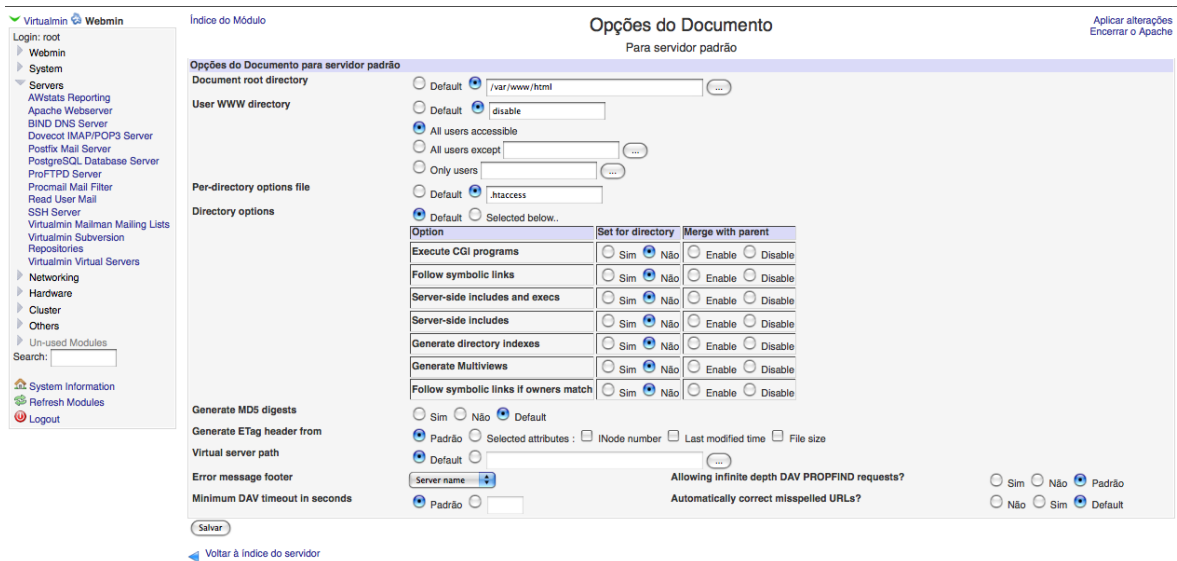 Virtualmin Webmin
Login: root
Webmin
System
Servers
AWstats Reporting
Apache Webserver
BIND DNS Server
Dovecot IMAP/POP3 Server
Postfix Mail Server
PostgreSQL Database Server
ProFTPD Server
Procmail Mail Filter
Read User Mail
SSH Server
Virtualmin Mailman Mailing Lists
Virtualmin Subversion
Repositories
Virtualmin Virtual Servers
Networking
Hardware
Cluster
Others
Un-used Modules
Search:
System Information
Refresh Modules
Logout
Índice do Módulo
Opções do Documento
Para servidor padrão
Aplicar alterações
Encerrar o Apache
Opções do Documento para servidor padrão
Document root directory Default /var/www/html ...
User WWW directory Default disable
All users accessible
All users except ...
Only users ...
Per-directory options file Default .htaccess
Directory options Default Selected below..
Option Set for directory Merge with parent
Execute CGI programs Sim Não Enable Disable
Follow symbolic links Sim Não Enable Disable
Server-side includes and execs Sim Não Enable Disable
Server-side includes Sim Não Enable Disable
Generate directory indexes Sim Não Enable Disable
Generate Multiviews Sim Não Enable Disable
Follow symbolic links if owners match Sim Não Enable Disable
Generate MD5 digests Sim Não Default
Generate ETag header from Padrão Selected attributes : INode number Last modified time File size
Virtual server path Default ...
Error message footer Server name Allowing infinite depth DAV PROPFIND requests? Sim Não Padrão
Minimum DAV timeout in seconds Padrão Automatically correct misspelled URLs? Não Sim Default
Salvar
Voltar à índice do servidor